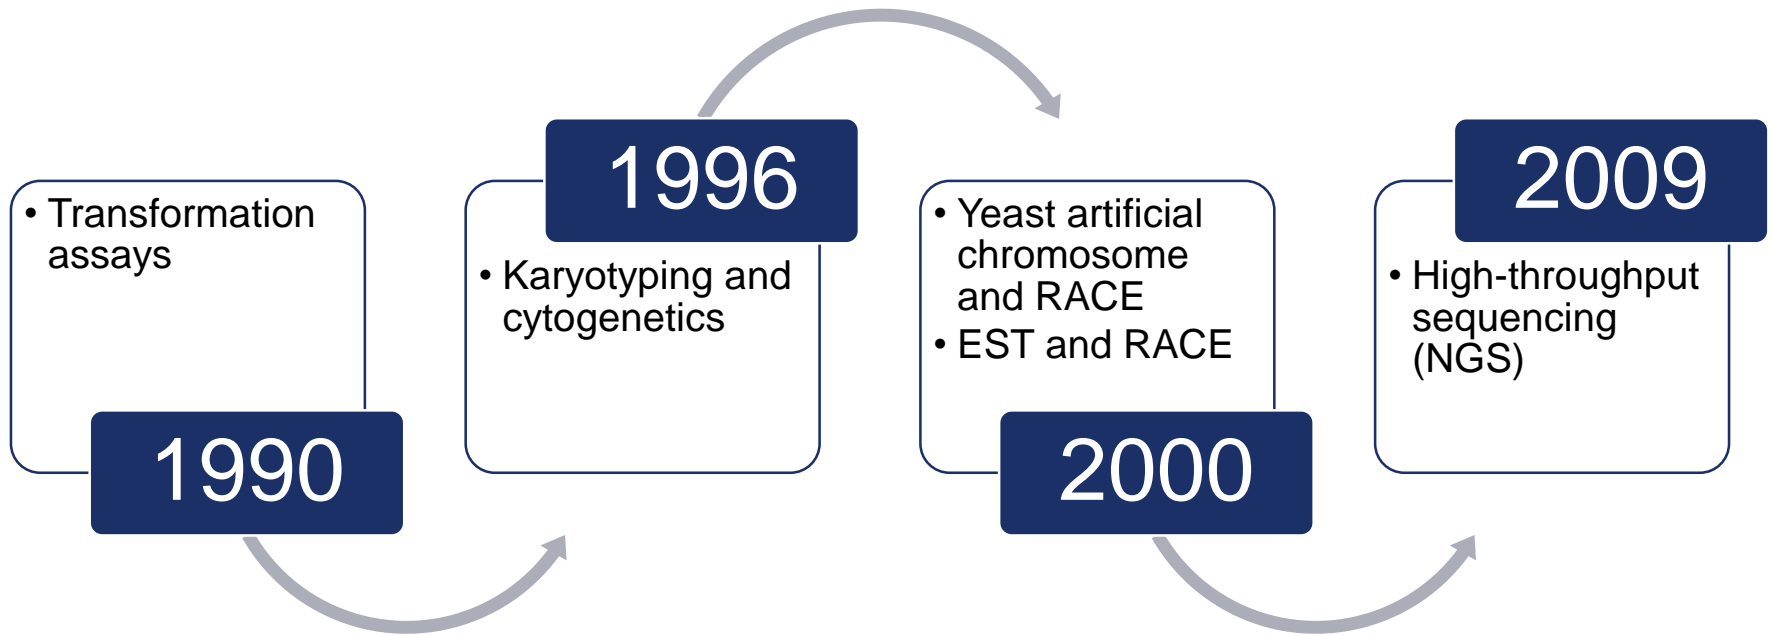 • Transformation
assays
1990
1996
• Karyotyping and
cytogenetics
• Yeast artificial
chromosome
and RACE
• EST and RACE
2000
2009
• High-throughput
sequencing
(NGS)